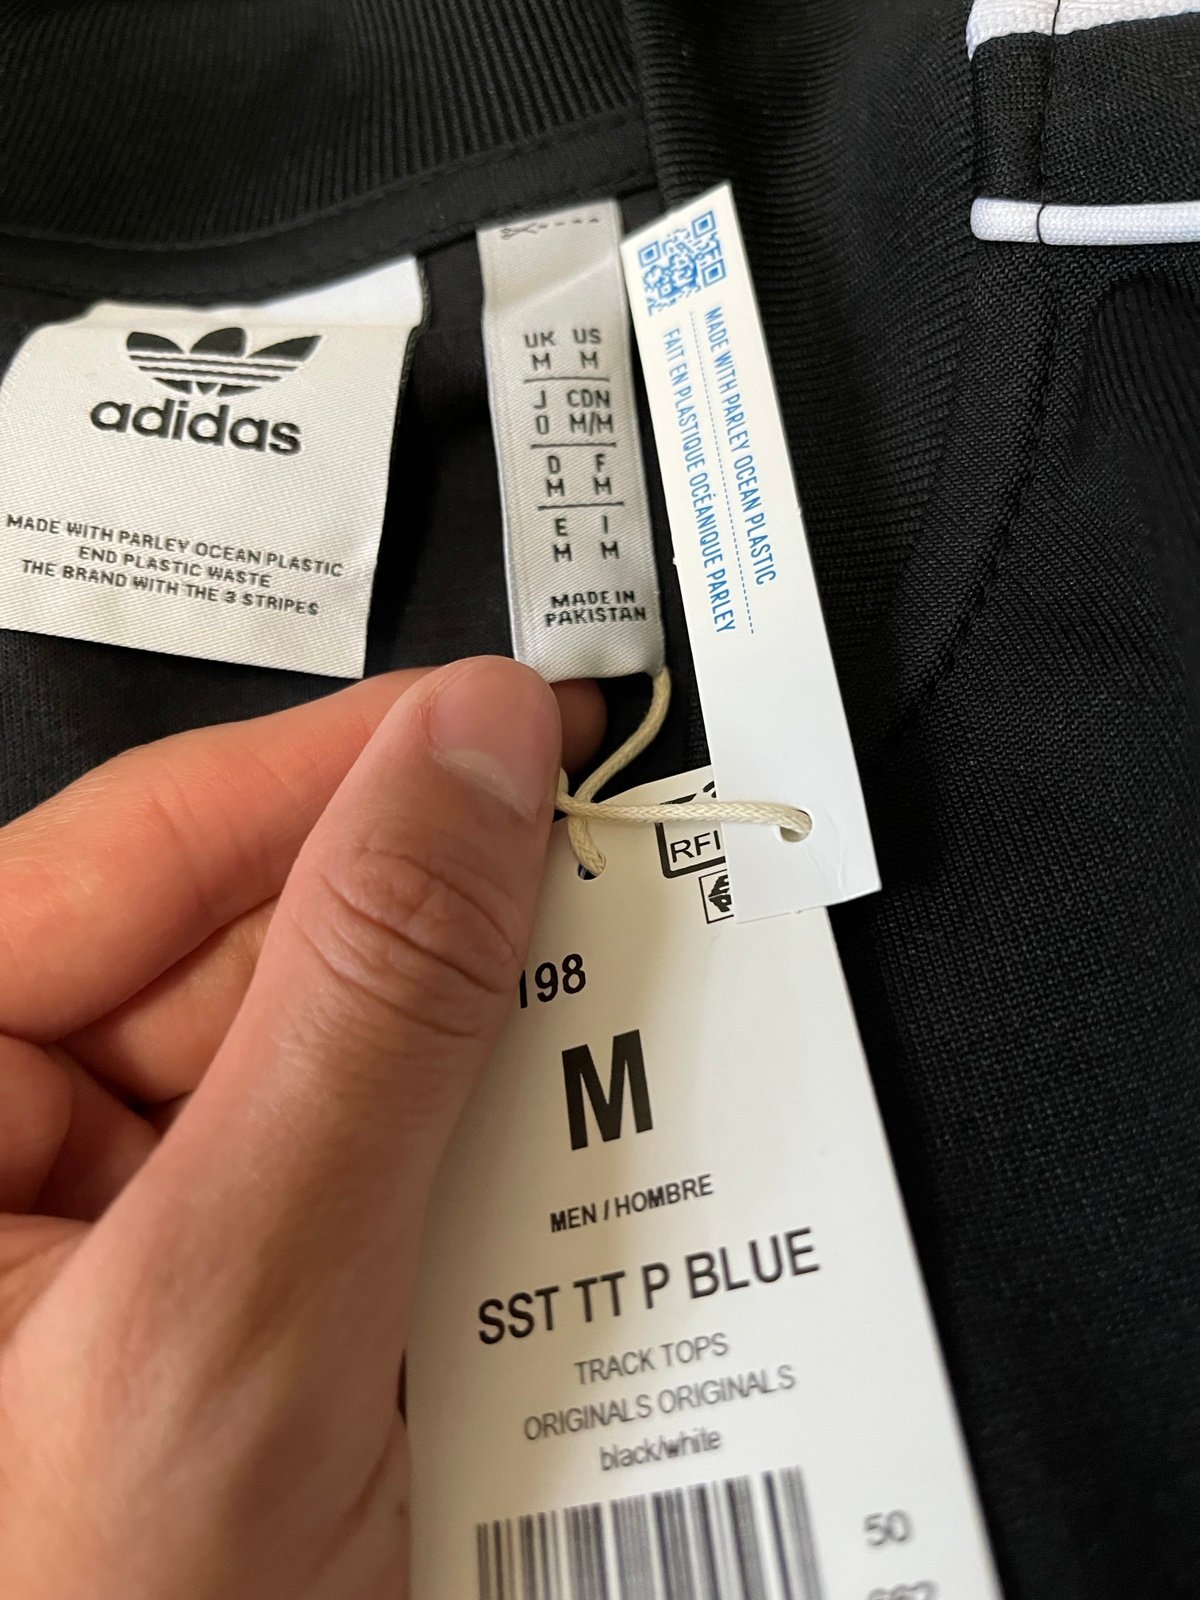 adidas
MADE WITH PARLEY OCEAN PLASTIC
END PLASTIC WASTE
THE BRAND WITH THE 3 STRIPES
UK US
M M
J CDN
O M/M
D F
M M
E I
M M
MADE IN
PAKISTAN
MADE WITH PARLEY OCEAN PLASTIC
FAIT EN PLASTIQUE OCÉANIQUE PARLEY
RFI
198
M
MEN / HOMBRE
SST TT P BLUE
TRACK TOPS
ORIGINALS ORIGINALS
black/white
50